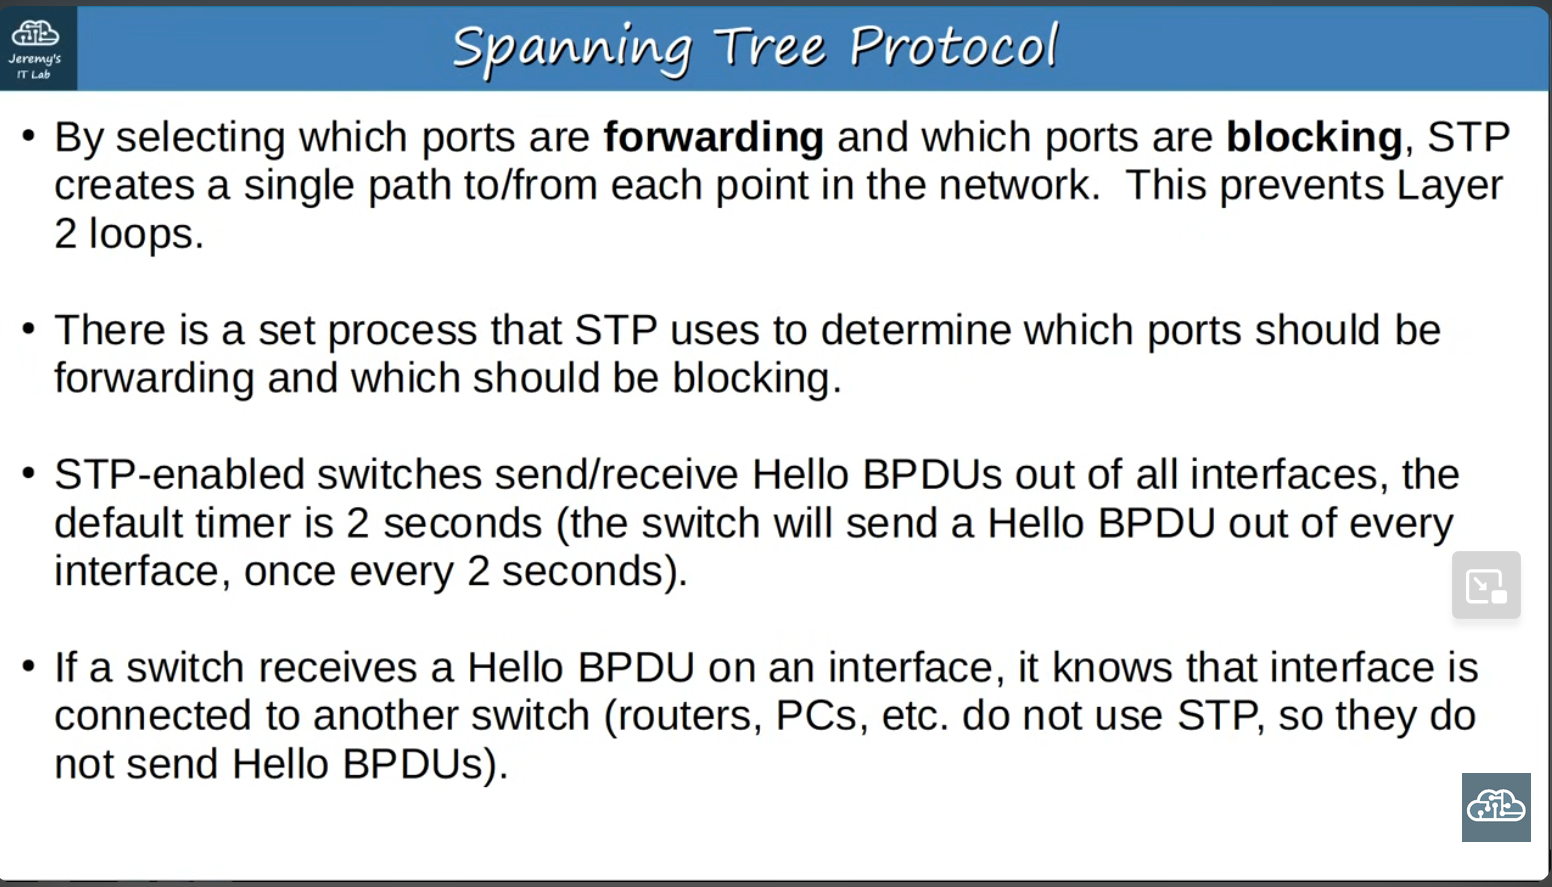 Jeremy's
IT Lab
Spanning Tree Protocol
• By selecting which ports are forwarding and which ports are blocking, STP
creates a single path to/from each point in the network.  This prevents Layer
2 loops.
• There is a set process that STP uses to determine which ports should be
forwarding and which should be blocking.
• STP-enabled switches send/receive Hello BPDUs out of all interfaces, the
default timer is 2 seconds (the switch will send a Hello BPDU out of every
interface, once every 2 seconds).
• If a switch receives a Hello BPDU on an interface, it knows that interface is
connected to another switch (routers, PCs, etc. do not use STP, so they do
not send Hello BPDUs).